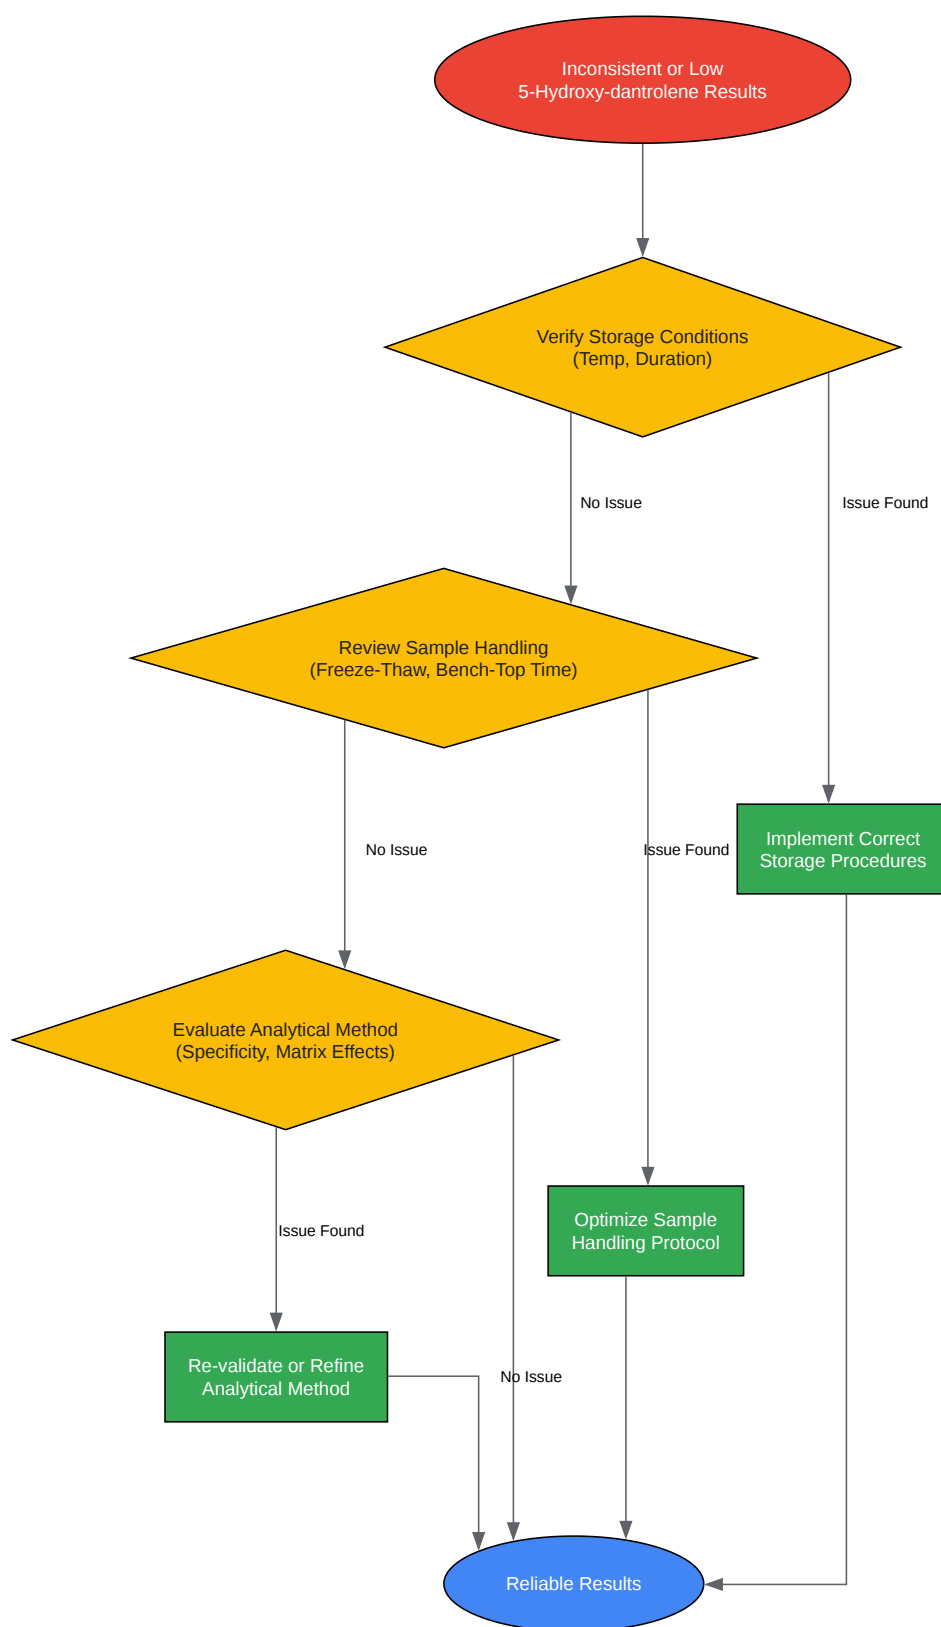 Inconsistent or Low
5-Hydroxy-dantrolene Results
Verify Storage Conditions
(Temp, Duration)
No Issue
Issue Found
Review Sample Handling
(Freeze-Thaw, Bench-Top Time)
No Issue
Issue Found
Implement Correct
Storage Procedures
Evaluate Analytical Method
(Specificity, Matrix Effects)
Issue Found
Optimize Sample
Handling Protocol
Re-validate or Refine
Analytical Method
No Issue
Reliable Results